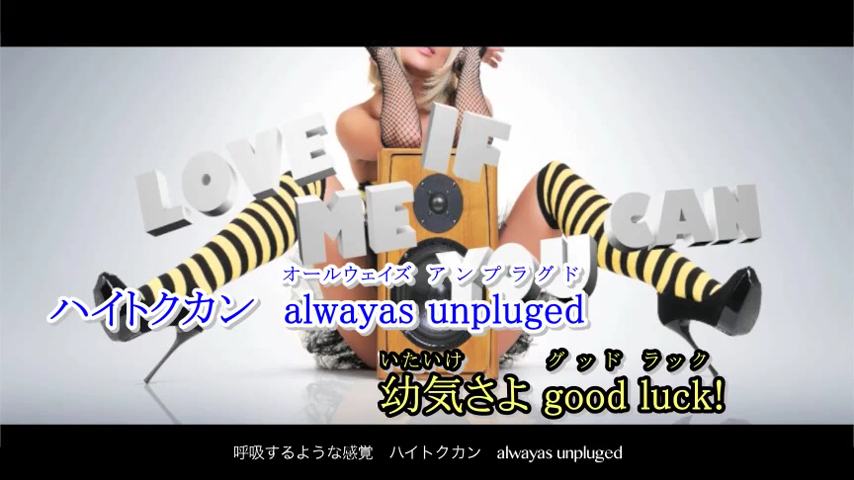 LOVE IF
ME YOU CAN
オールウェイズ アンプラグド
ハイトクカン alwayas unpluged
いたいけ グッド ラック
幼気さよ good luck!
呼吸するような感覚 ハイトクカン alwayas unpluged